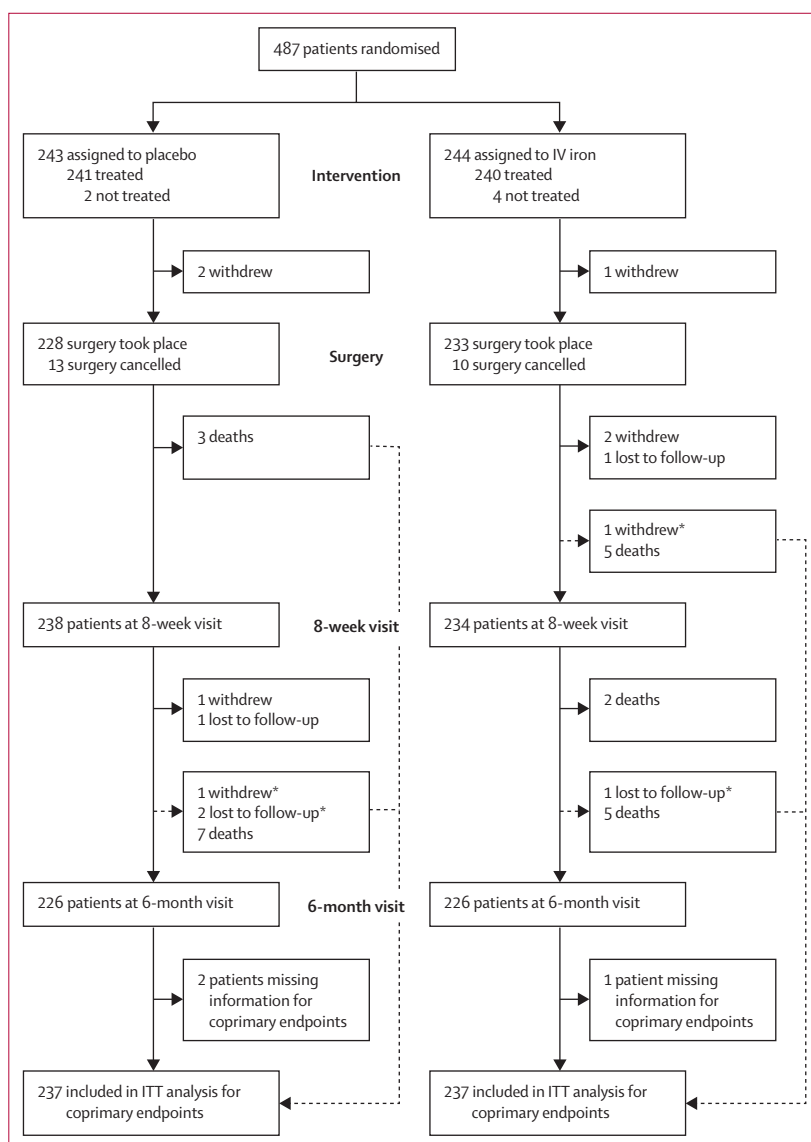 487 patients randomised
243 assigned to placebo
241 treated
2 not treated
Intervention
244 assigned to IV iron
240 treated
4 not treated
2 withdrew
1 withdrew
228 surgery took place
13 surgery cancelled
Surgery
233 surgery took place
10 surgery cancelled
3 deaths
2 withdrew
1 lost to follow-up
1 withdrew*
5 deaths
238 patients at 8-week visit
8-week visit
234 patients at 8-week visit
1 withdrew
1 lost to follow-up
2 deaths
1 withdrew*
2 lost to follow-up*
7 deaths
1 lost to follow-up*
5 deaths
226 patients at 6-month visit
6-month visit
226 patients at 6-month visit
2 patients missing
information for
coprimary endpoints
1 patient missing
information for
coprimary endpoints
237 included in ITT analysis for
coprimary endpoints
237 included in ITT analysis for
coprimary endpoints